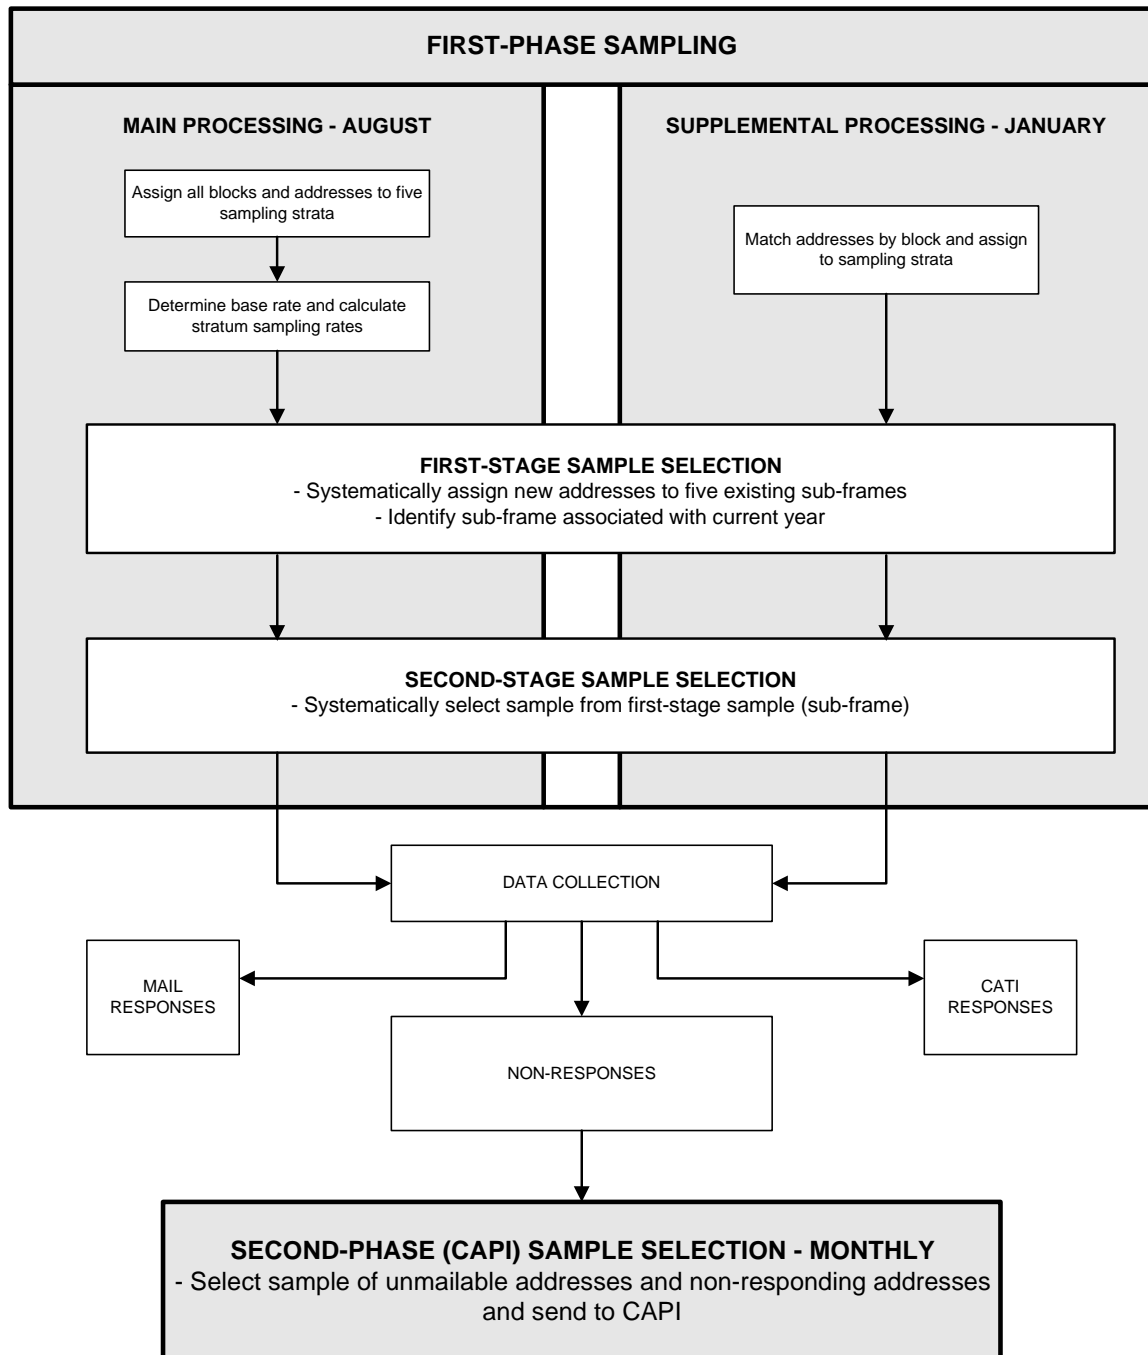 FIRST-PHASE SAMPLING
MAIN PROCESSING - AUGUST
Assign all blocks and addresses to five
sampling strata
Determine base rate and calculate
stratum sampling rates
SUPPLEMENTAL PROCESSING - JANUARY
Match addresses by block and assign
to sampling strata
FIRST-STAGE SAMPLE SELECTION
- Systematically assign new addresses to five existing sub-frames
- Identify sub-frame associated with current year
SECOND-STAGE SAMPLE SELECTION
- Systematically select sample from first-stage sample (sub-frame)
DATA COLLECTION
MAIL
RESPONSES
NON-RESPONSES
CATI
RESPONSES
SECOND-PHASE (CAPI) SAMPLE SELECTION - MONTHLY
- Select sample of unmailable addresses and non-responding addresses
and send to CAPI